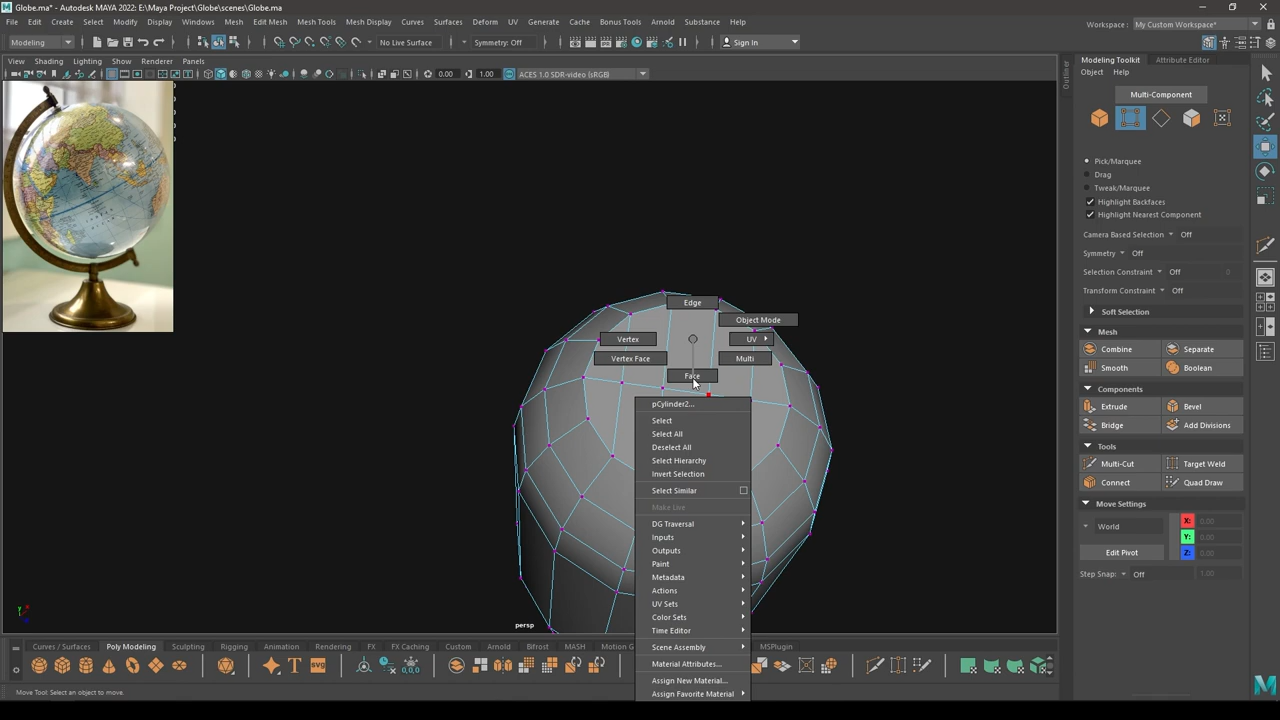 Globe.ma* - Autodesk MAYA 2022: E:\Maya Project\Globe\scenes\Globe.ma
File Edit Create Select Modify Display Windows Mesh Edit Mesh Mesh Tools Mesh Display Curves Surfaces Deform UV Generate Cache Bonus Tools Arnold Substance Help
Workspace : My Custom Workspace*
Modeling No Live Surface Symmetry: Off Sign In
View Shading Lighting Show Renderer Panels
0.00 1.00 ACES 1.0 SDR-video (sRGB)
Outliner
Modeling Toolkit Attribute Editor
Object Help
Multi-Component
Pick/Marquee
Drag
Tweak/Marquee
Highlight Backfaces
Highlight Nearest Component
Camera Based Selection Off
Symmetry Off
Selection Constraint Off 0
Transform Constraint Off
Soft Selection
Mesh
Combine Separate
Smooth Boolean
Components
Extrude Bevel
Bridge Add Divisions
Tools
Multi-Cut Target Weld
Connect Quad Draw
Move Settings
World X: 0.00
Y: 0.00
Edit Pivot Z: 0.00
Step Snap: Off 1.00
Edge
Object Mode
Vertex UV
Vertex Face Multi
Face
pCylinder2...
Select
Select All
Deselect All
Select Hierarchy
Invert Selection
Select Similar
Make Live
DG Traversal
Inputs
Outputs
Paint
Metadata
Actions
UV Sets
Color Sets
Time Editor
Scene Assembly
Material Attributes...
Assign New Material...
Assign Favorite Material
persp
Curves / Surfaces Poly Modeling Sculpting Rigging Animation Rendering FX FX Caching Custom Arnold Bifrost MASH Motion G MSPlugin
Move Tool: Select an object to move.